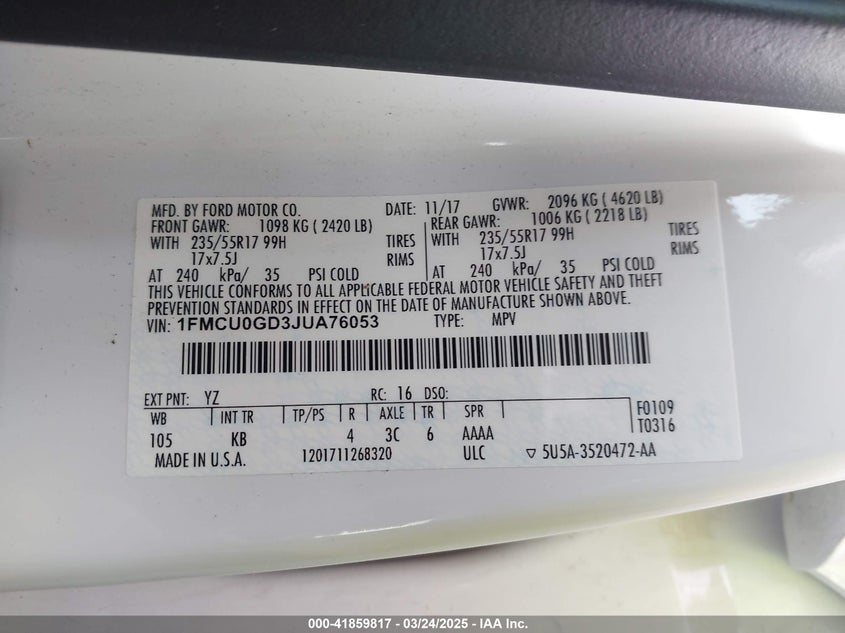 MFD. BY FORD MOTOR CO. DATE: 11/17 GVWR: 2096 KG ( 4620 LB)
FRONT GAWR: 1098 KG ( 2420 LB) REAR GAWR: 1006 KG ( 2218 LB)
WITH 235/55R17 99H TIRES WITH 235/55R17 99H TIRES
17x7.5J RIMS 17x7.5J RIMS
AT 240 kPa/ 35 PSI COLD AT 240 kPa/ 35 PSI COLD
THIS VEHICLE CONFORMS TO ALL APPLICABLE FEDERAL MOTOR VEHICLE SAFETY AND THEFT
PREVENTION STANDARDS IN EFFECT ON THE DATE OF MANUFACTURE SHOWN ABOVE.
VIN: 1FMCU0GD3JUA76053 TYPE: MPV
EXT PNT: YZ RC: 16 DSO:
WB INT TR TP/PS R AXLE TR SPR F0109
105 KB 4 3C 6 AAAA T0316
MADE IN U.S.A. 1201711268320 ULC ▽ 5U5A-3520472-AA
000-41859817 - 03/24/2025 - IAA Inc.